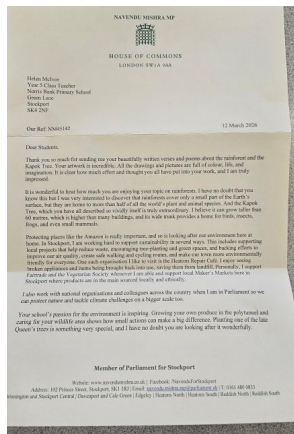 NAVENDU MISHRA MP
HOUSE OF COMMONS
LONDON SW1A 0AA
Helen McIvoy
Year 5 Class Teacher
Norris Bank Primary School
Green Lane
Stockport
SK4 2NF
Our Ref: NM05142
12 March 2026
Dear Students,
Thank you so much for sending me your beautifully written verses and poems about the rainforest and the
Kapok Tree. Your artwork is incredible. All the drawings and pictures are full of colour, life, and
imagination. It is clear how much effort and thought you all have put into your work, and I am truly
impressed.
It is wonderful to hear how much you are enjoying your topic on rainforests. I have no doubt that you
know this but I was very interested to discover that rainforests cover only a small part of the Earth's
surface, but they are home to more than half of all the world's plant and animal species. And the Kapok
Tree, which you have all described so vividly itself is truly extraordinary. I believe it can grow taller than
60 metres, which is higher than many buildings, and its wide trunk provides a home for birds, insects,
frogs, and even small mammals.
Protecting places like the Amazon is really important, and so is looking after our environment here at
home. In Stockport, I am working hard to support sustainability in several ways. This includes supporting
local projects that help reduce waste, encouraging tree planting and green spaces, and backing efforts to
improve our air quality, create safe walking and cycling routes, and make our town more environmentally
friendly for everyone. One such organisation I like to visit is the Heatons Repair Café. I enjoy seeing
broken appliances and items being brought back into use, saving them from landfill. Personally, I support
Fairtrade and the Vegetarian Society whenever I am able and support local Maker's Markets here in
Stockport where products are in the main sourced locally and ethically.
I also work with national organisations and colleagues across the country when I am in Parliament so we
can protect nature and tackle climate challenges on a bigger scale too.
Your school's passion for the environment is inspiring. Growing your own produce in the polytunnel and
caring for your wildlife area shows how small actions can make a big difference. Planting one of the late
Queen's trees is something very special, and I have no doubt you are looking after it wonderfully.
Member of Parliament for Stockport
Website: www.navendumishra.co.uk | Facebook: /NavenduForStockport
Address: 192 Princes Street, Stockport, SK1 | Email: navendu.mishra.mp@parliament.uk | T: 0161
Brinnington and Stockport Central | Davenport and Cale Green | Edgeley | Heatons North | Heatons South | Reddish North | Reddish South